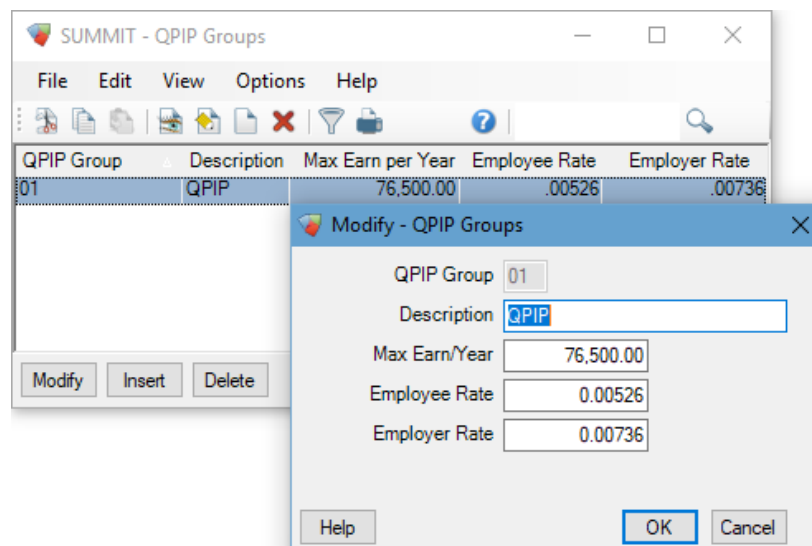 SUMMIT - QPIP Groups
File Edit View Options Help
QPIP Group Description Max Earn per Year Employee Rate Employer Rate
01 QPIP 76,500.00 .00526 .00736
Modify Insert Delete
Modify - QPIP Groups
QPIP Group 01
Description QPIP
Max Earn/Year 76,500.00
Employee Rate 0.00526
Employer Rate 0.00736
Help OK Cancel